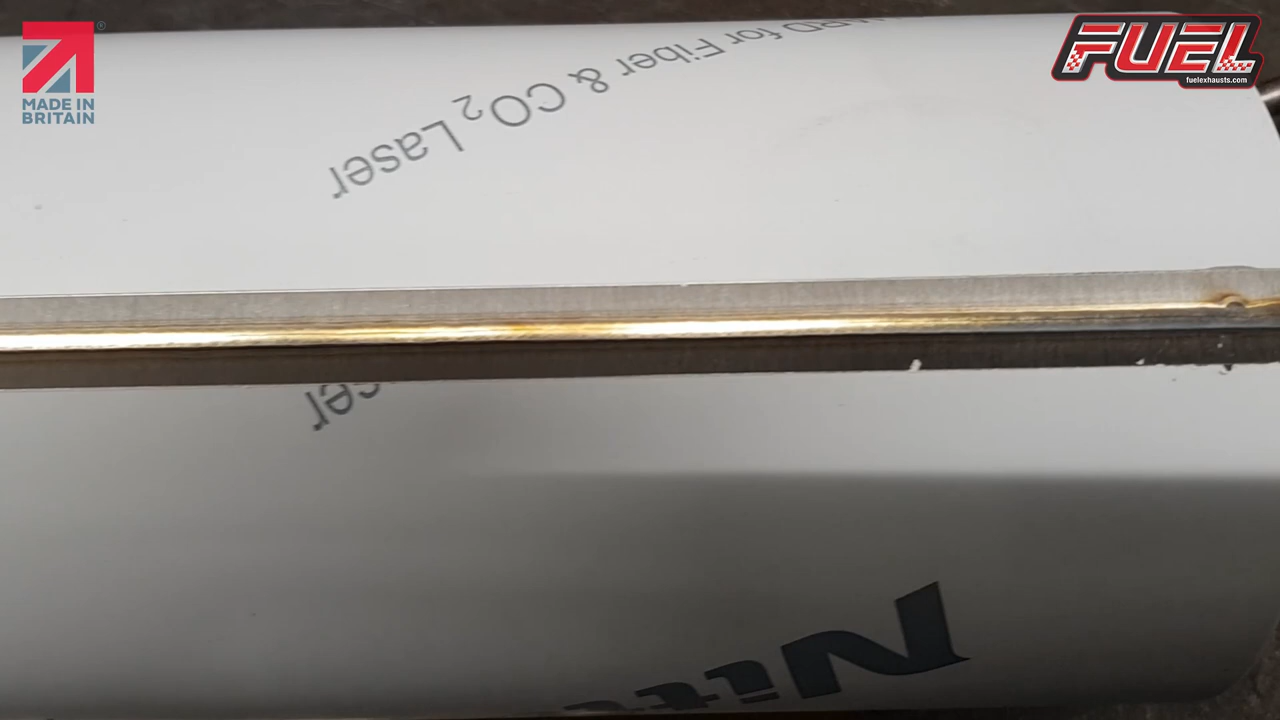 MADE IN
BRITAIN
FUEL
fuelexhausts.com
for Fiber & CO₂ Laser